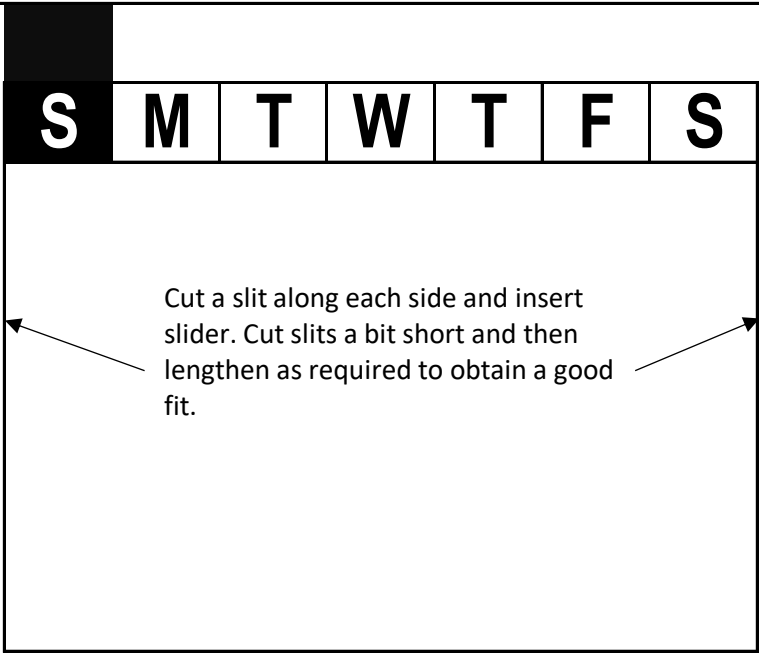 S M T W T F S
Cut a slit along each side and insert
slider. Cut slits a bit short and then
lengthen as required to obtain a good
fit.